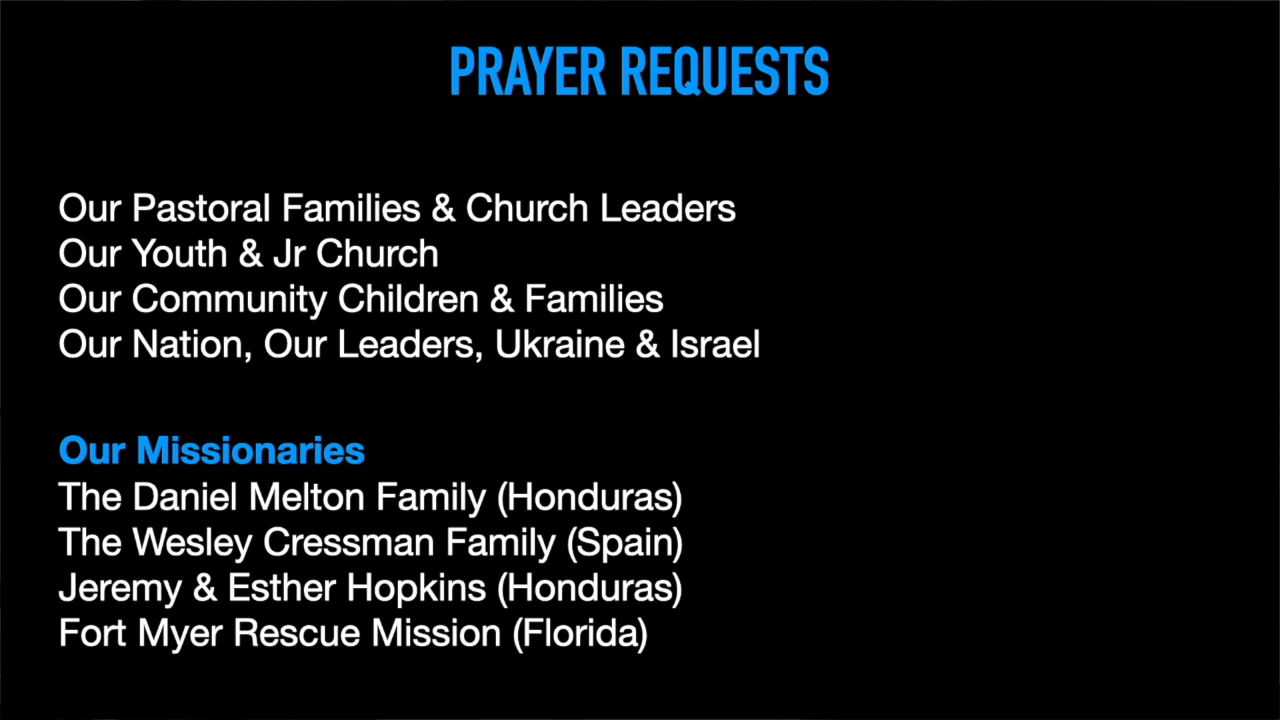 PRAYER REQUESTS
Our Pastoral Families & Church Leaders
Our Youth & Jr Church
Our Community Children & Families
Our Nation, Our Leaders, Ukraine & Israel
Our Missionaries
The Daniel Melton Family (Honduras)
The Wesley Cressman Family (Spain)
Jeremy & Esther Hopkins (Honduras)
Fort Myer Rescue Mission (Florida)